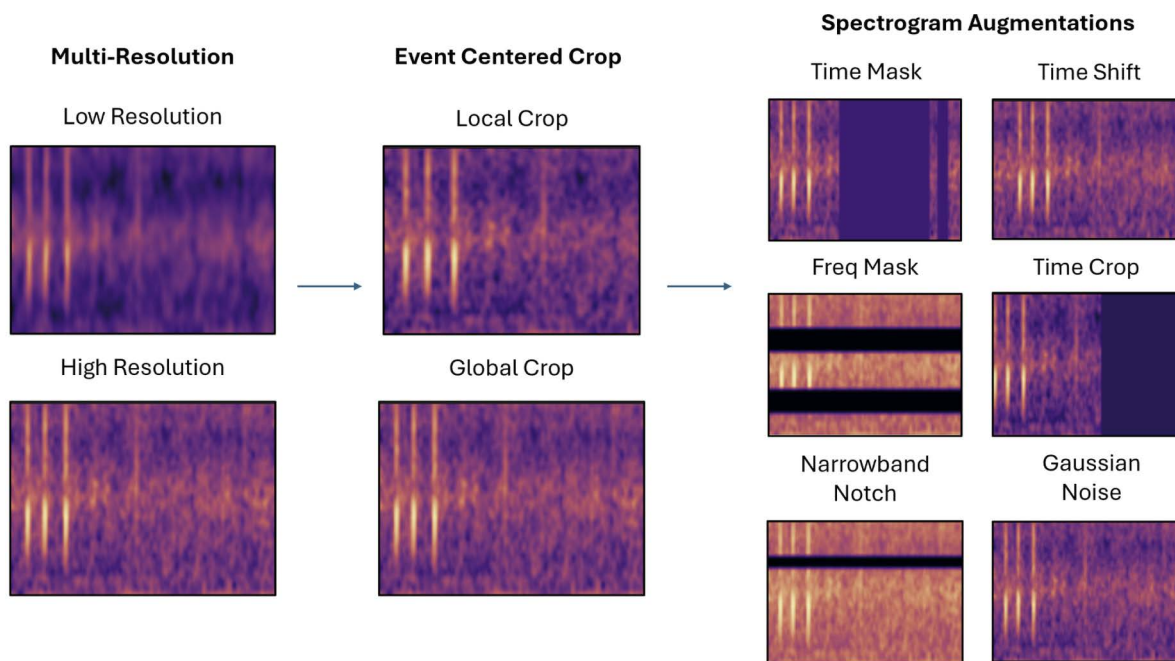 Multi-Resolution
Low Resolution
High Resolution
Event Centered Crop
Local Crop
Global Crop
Spectrogram Augmentations
Time Mask
Time Shift
Freq Mask
Time Crop
Narrowband
Notch
Gaussian
Noise